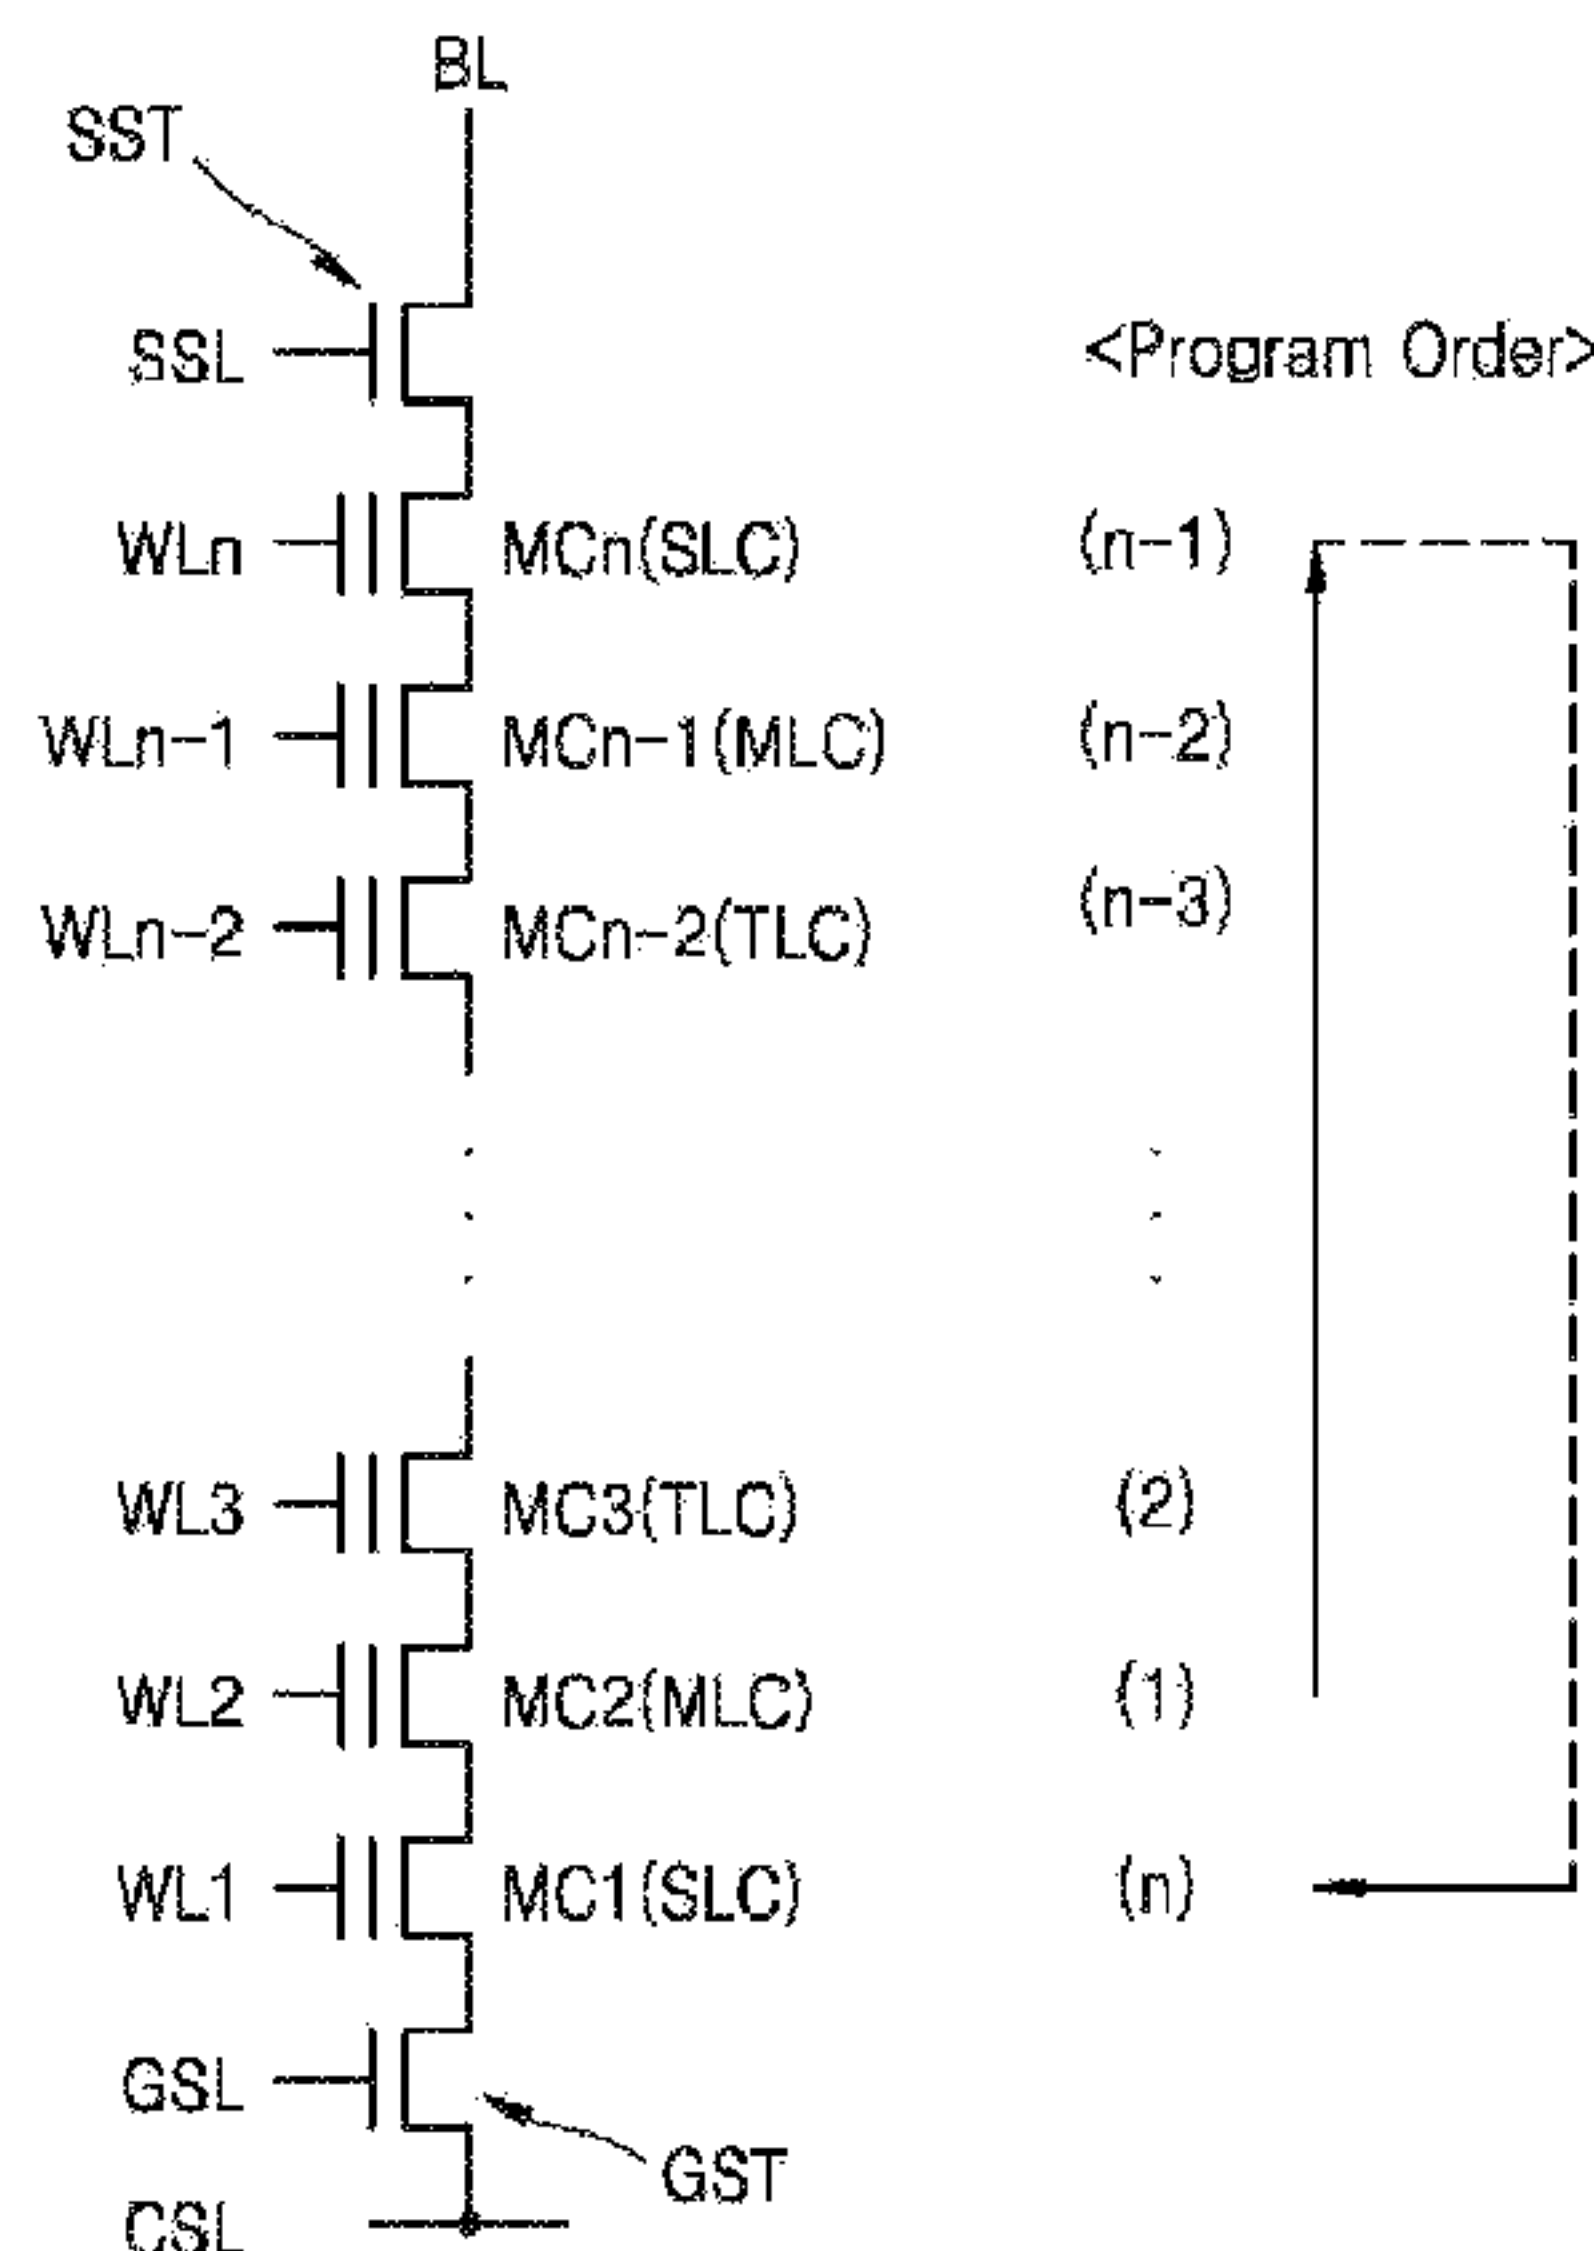 BL
SST
SSL
<Program Order>
WLn MCn(SLC) (n-1)
WLn-1 MCn-1(MLC) (n-2)
WLn-2 MCn-2(TLC) (n-3)
WL3 MC3(TLC) (2)
WL2 MC2(MLC) (1)
WL1 MC1(SLC) (n)
GSL
GST
CSL